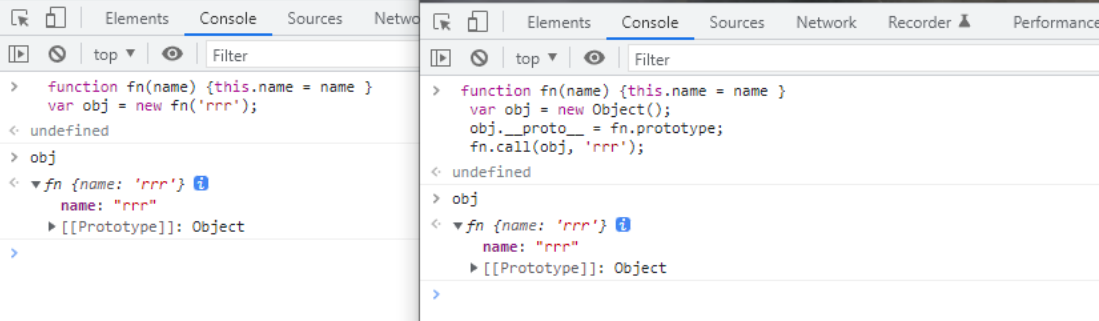 Elements Console Sources Netwo
top ▼ Filter
> function fn(name) {this.name = name }
var obj = new fn('rrr');
<· undefined
> obj
<· ▼fn {name: 'rrr'} i
name: "rrr"
▶[[Prototype]]: Object
>
Elements Console Sources Network Recorder Performance
top ▼ Filter
> function fn(name) {this.name = name }
var obj = new Object();
obj.__proto__ = fn.prototype;
fn.call(obj, 'rrr');
<· undefined
> obj
<· ▼fn {name: 'rrr'} i
name: "rrr"
▶[[Prototype]]: Object
>